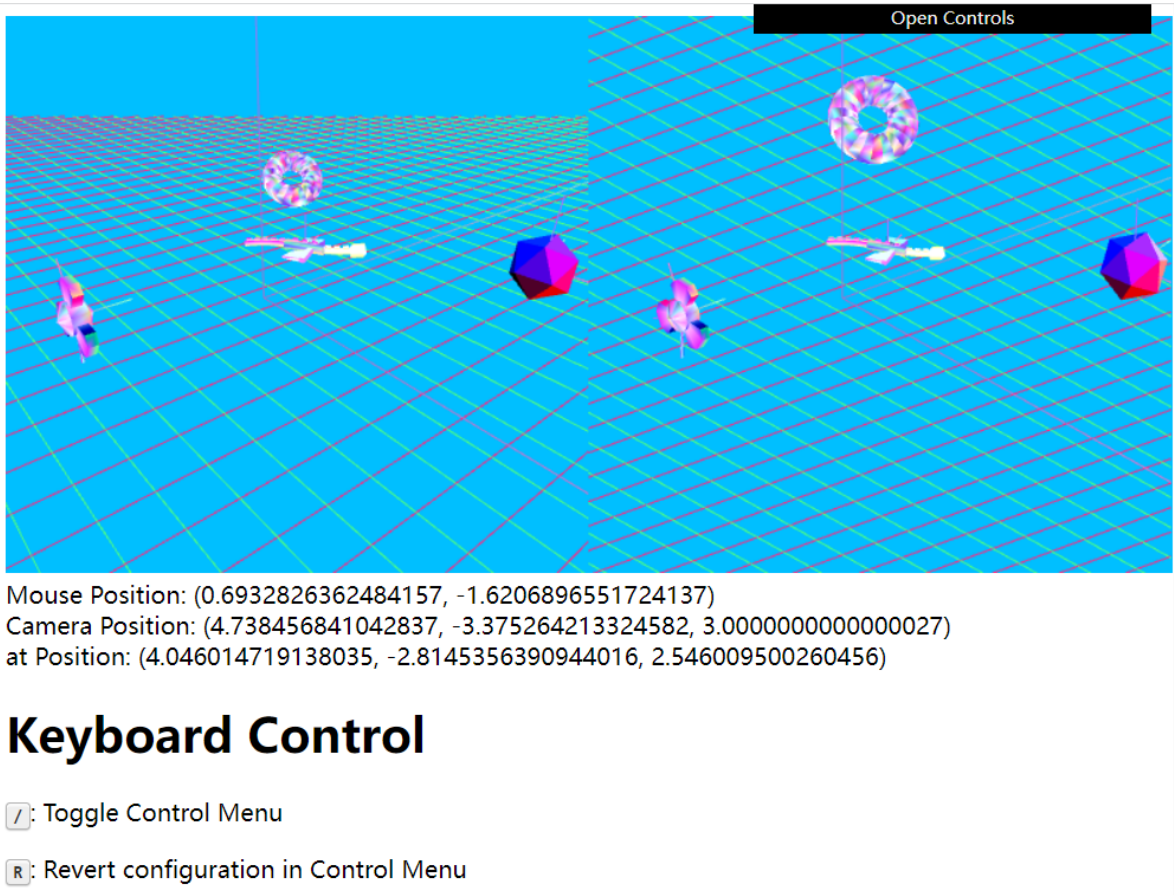 Open Controls
Mouse Position: (0.6932826362484157, -1.6206896551724137)
Camera Position: (4.738456841042837, -3.375264213324582, 3.0000000000000027)
at Position: (4.046014719138035, -2.8145356390944016, 2.546009500260456)
Keyboard Control
/: Toggle Control Menu
R: Revert configuration in Control Menu